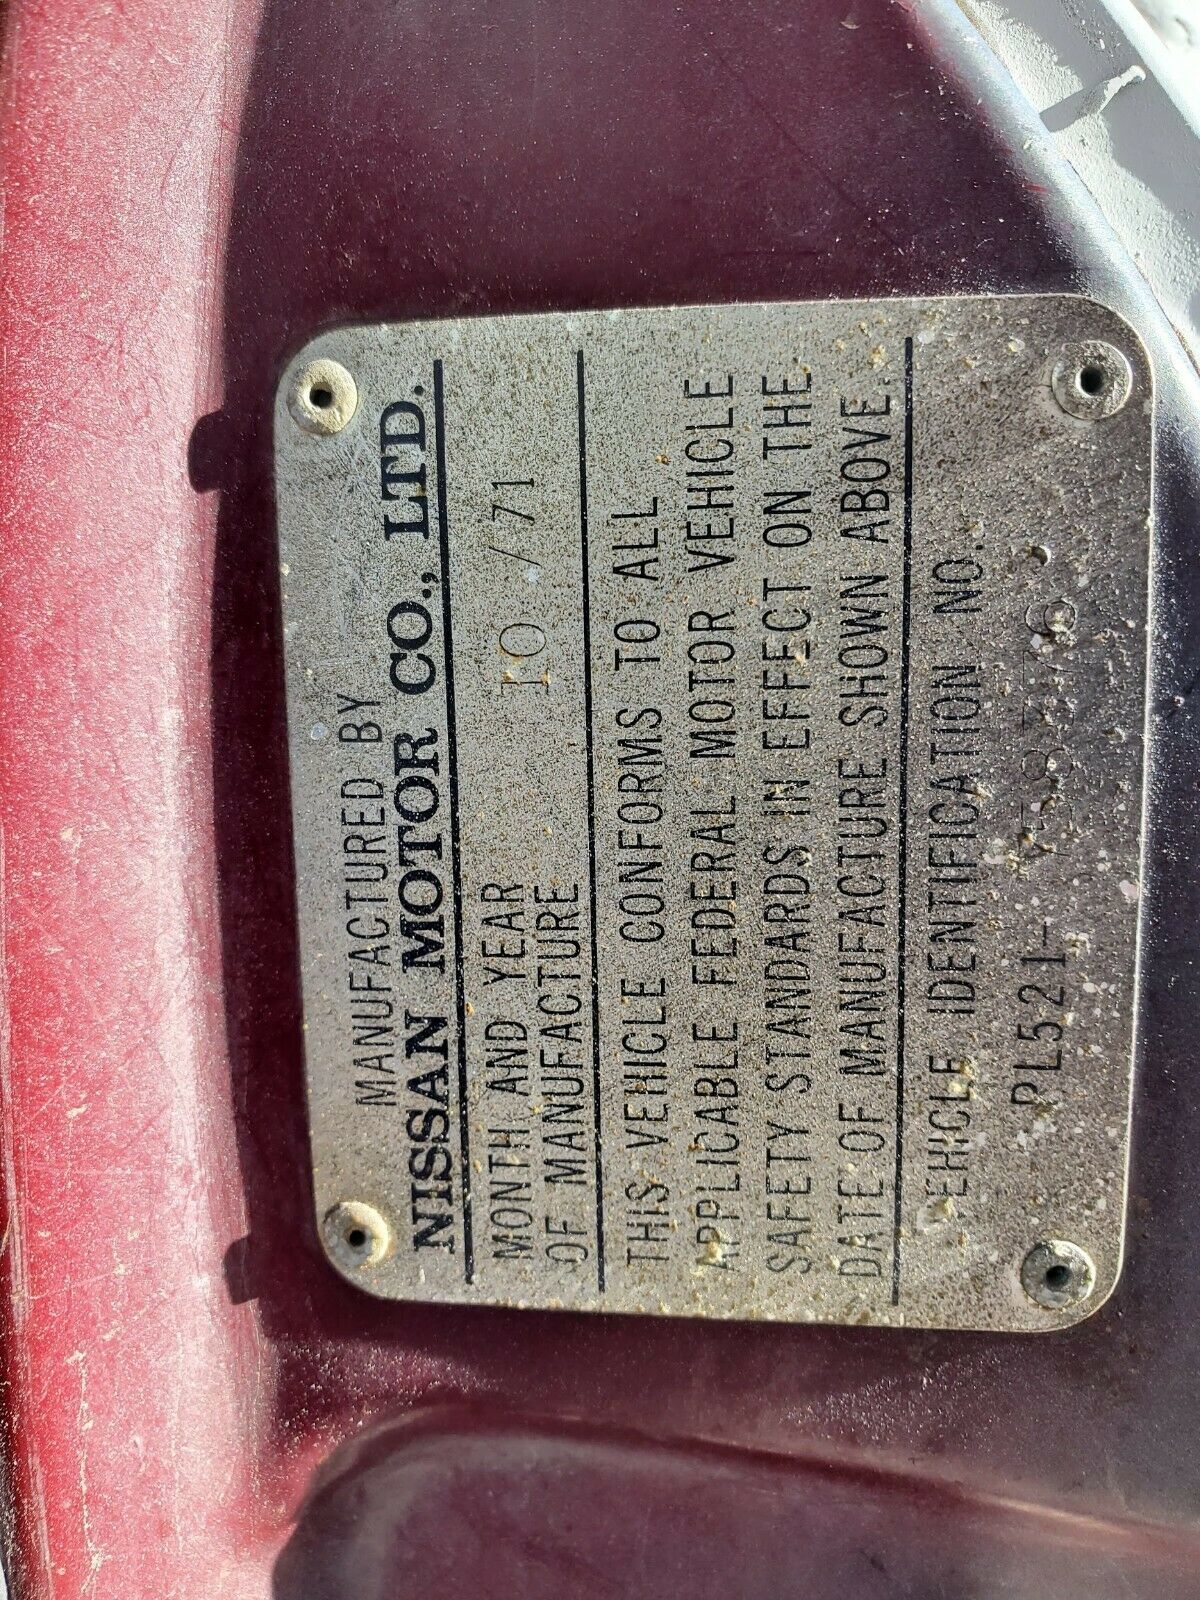 MANUFACTURED BY
NISSAN MOTOR CO., LTD.
MONTH AND YEAR
OF MANUFACTURE 10 /71
THIS VEHICLE CONFORMS TO ALL
APPLICABLE FEDERAL MOTOR VEHICLE
SAFETY STANDARDS IN EFFECT ON THE
DATE OF MANUFACTURE SHOWN ABOVE.
VEHICLE IDENTIFICATION NO.
PL521-